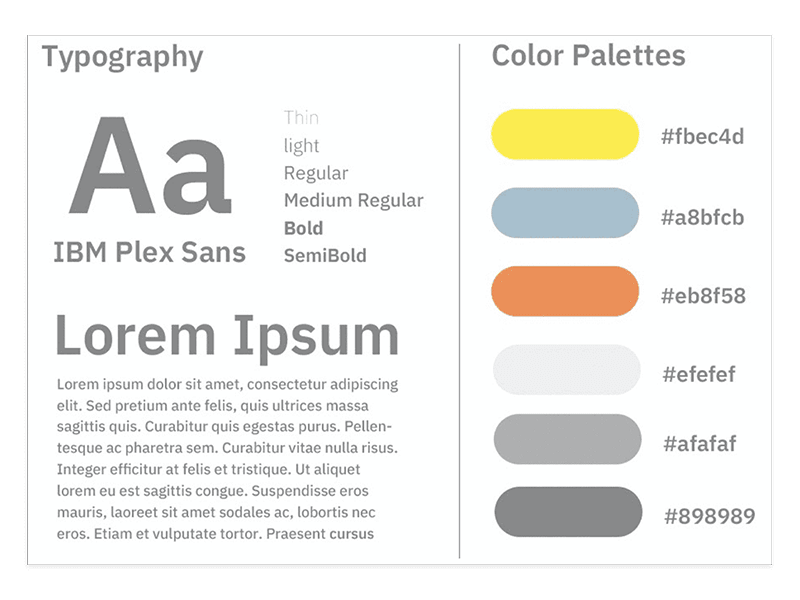 Typography
Aa
IBM Plex Sans
Thin
light
Regular
Medium Regular
Bold
SemiBold
Lorem Ipsum
Lorem ipsum dolor sit amet, consectetur adipiscing
elit. Sed pretium ante felis, quis ultrices massa
sagittis quis. Curabitur quis egestas purus. Pellen-
tesque ac pharetra sem. Curabitur vitae nulla risus.
Integer efficitur at felis et tristique. Ut aliquet
lorem eu est sagittis congue. Suspendisse eros
mauris, laoreet sit amet sodales ac, lobortis nec
eros. Etiam et vulputate tortor. Praesent cursus
Color Palettes
#fbec4d
#a8bfcb
#eb8f58
#efefef
#afafaf
#898989